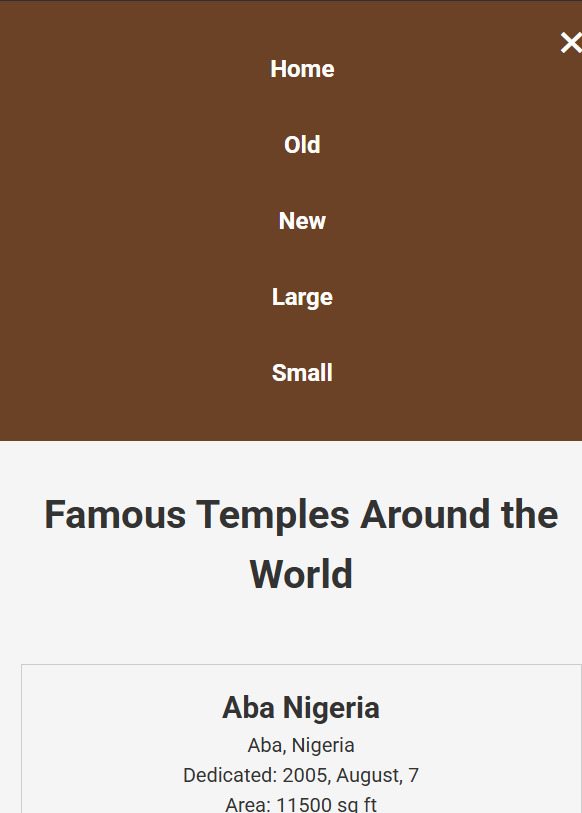 Home
Old
New
Large
Small
Famous Temples Around the
World
Aba Nigeria
Aba, Nigeria
Dedicated: 2005, August, 7
Area: 11500 sq ft